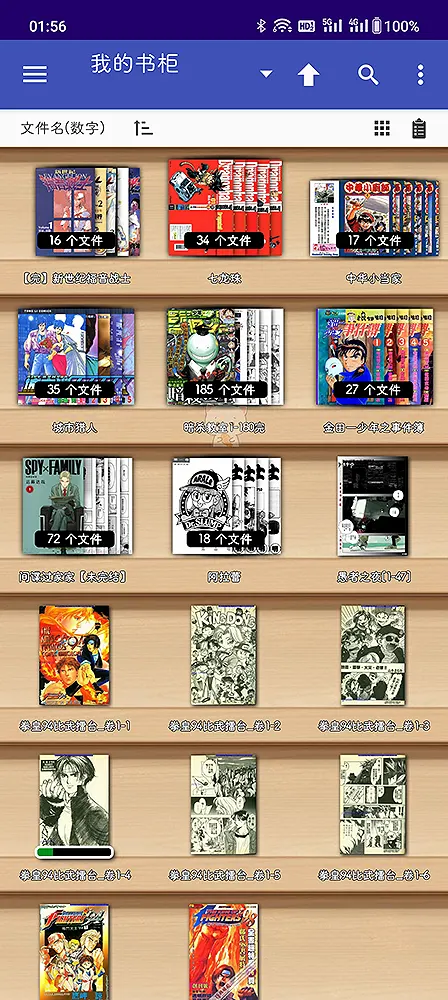 01:56
HD
5G
4G
100%
我的书柜
文件名(数字)
16 个文件
34 个文件
17 个文件
【完】新世纪福音战士
七龙珠
中华小当家
35 个文件
185 个文件
27 个文件
城市猎人
暗杀教室1-180完
金田一少年之事件簿
SPY×FAMILY
72 个文件
18 个文件
间谍过家家【未完结】
阿拉蕾
愚者之夜[1-47]
KINGDOM
拳皇94比武擂台_卷1-1
拳皇94比武擂台_卷1-2
拳皇94比武擂台_卷1-3
拳皇94比武擂台_卷1-4
拳皇94比武擂台_卷1-5
拳皇94比武擂台_卷1-6